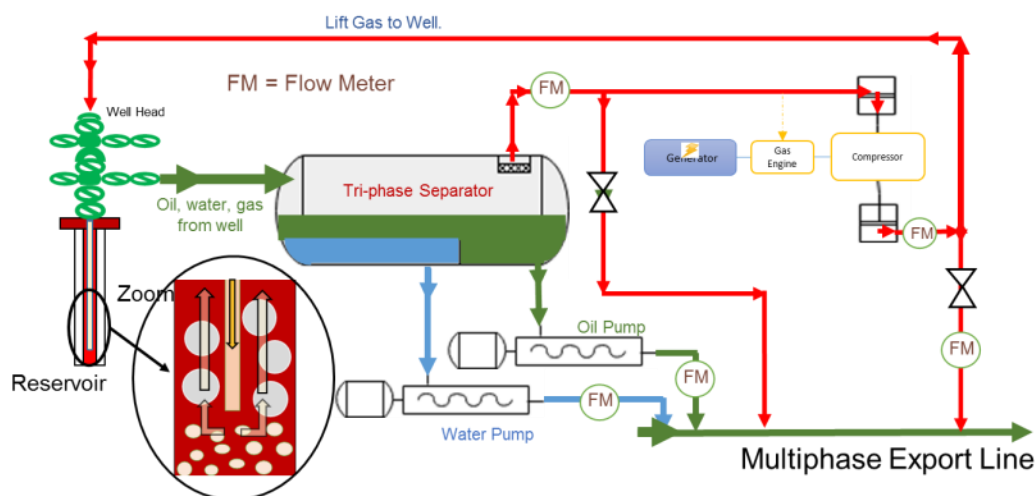 Lift Gas to Well.
FM = Flow Meter
FM
Well Head
Generator
Gas
Engine
Compressor
Tri-phase Separator
Oil, water, gas
from well
FM
Zoom
Oil Pump
Reservoir
FM
FM
FM
Water Pump
Multiphase Export Line